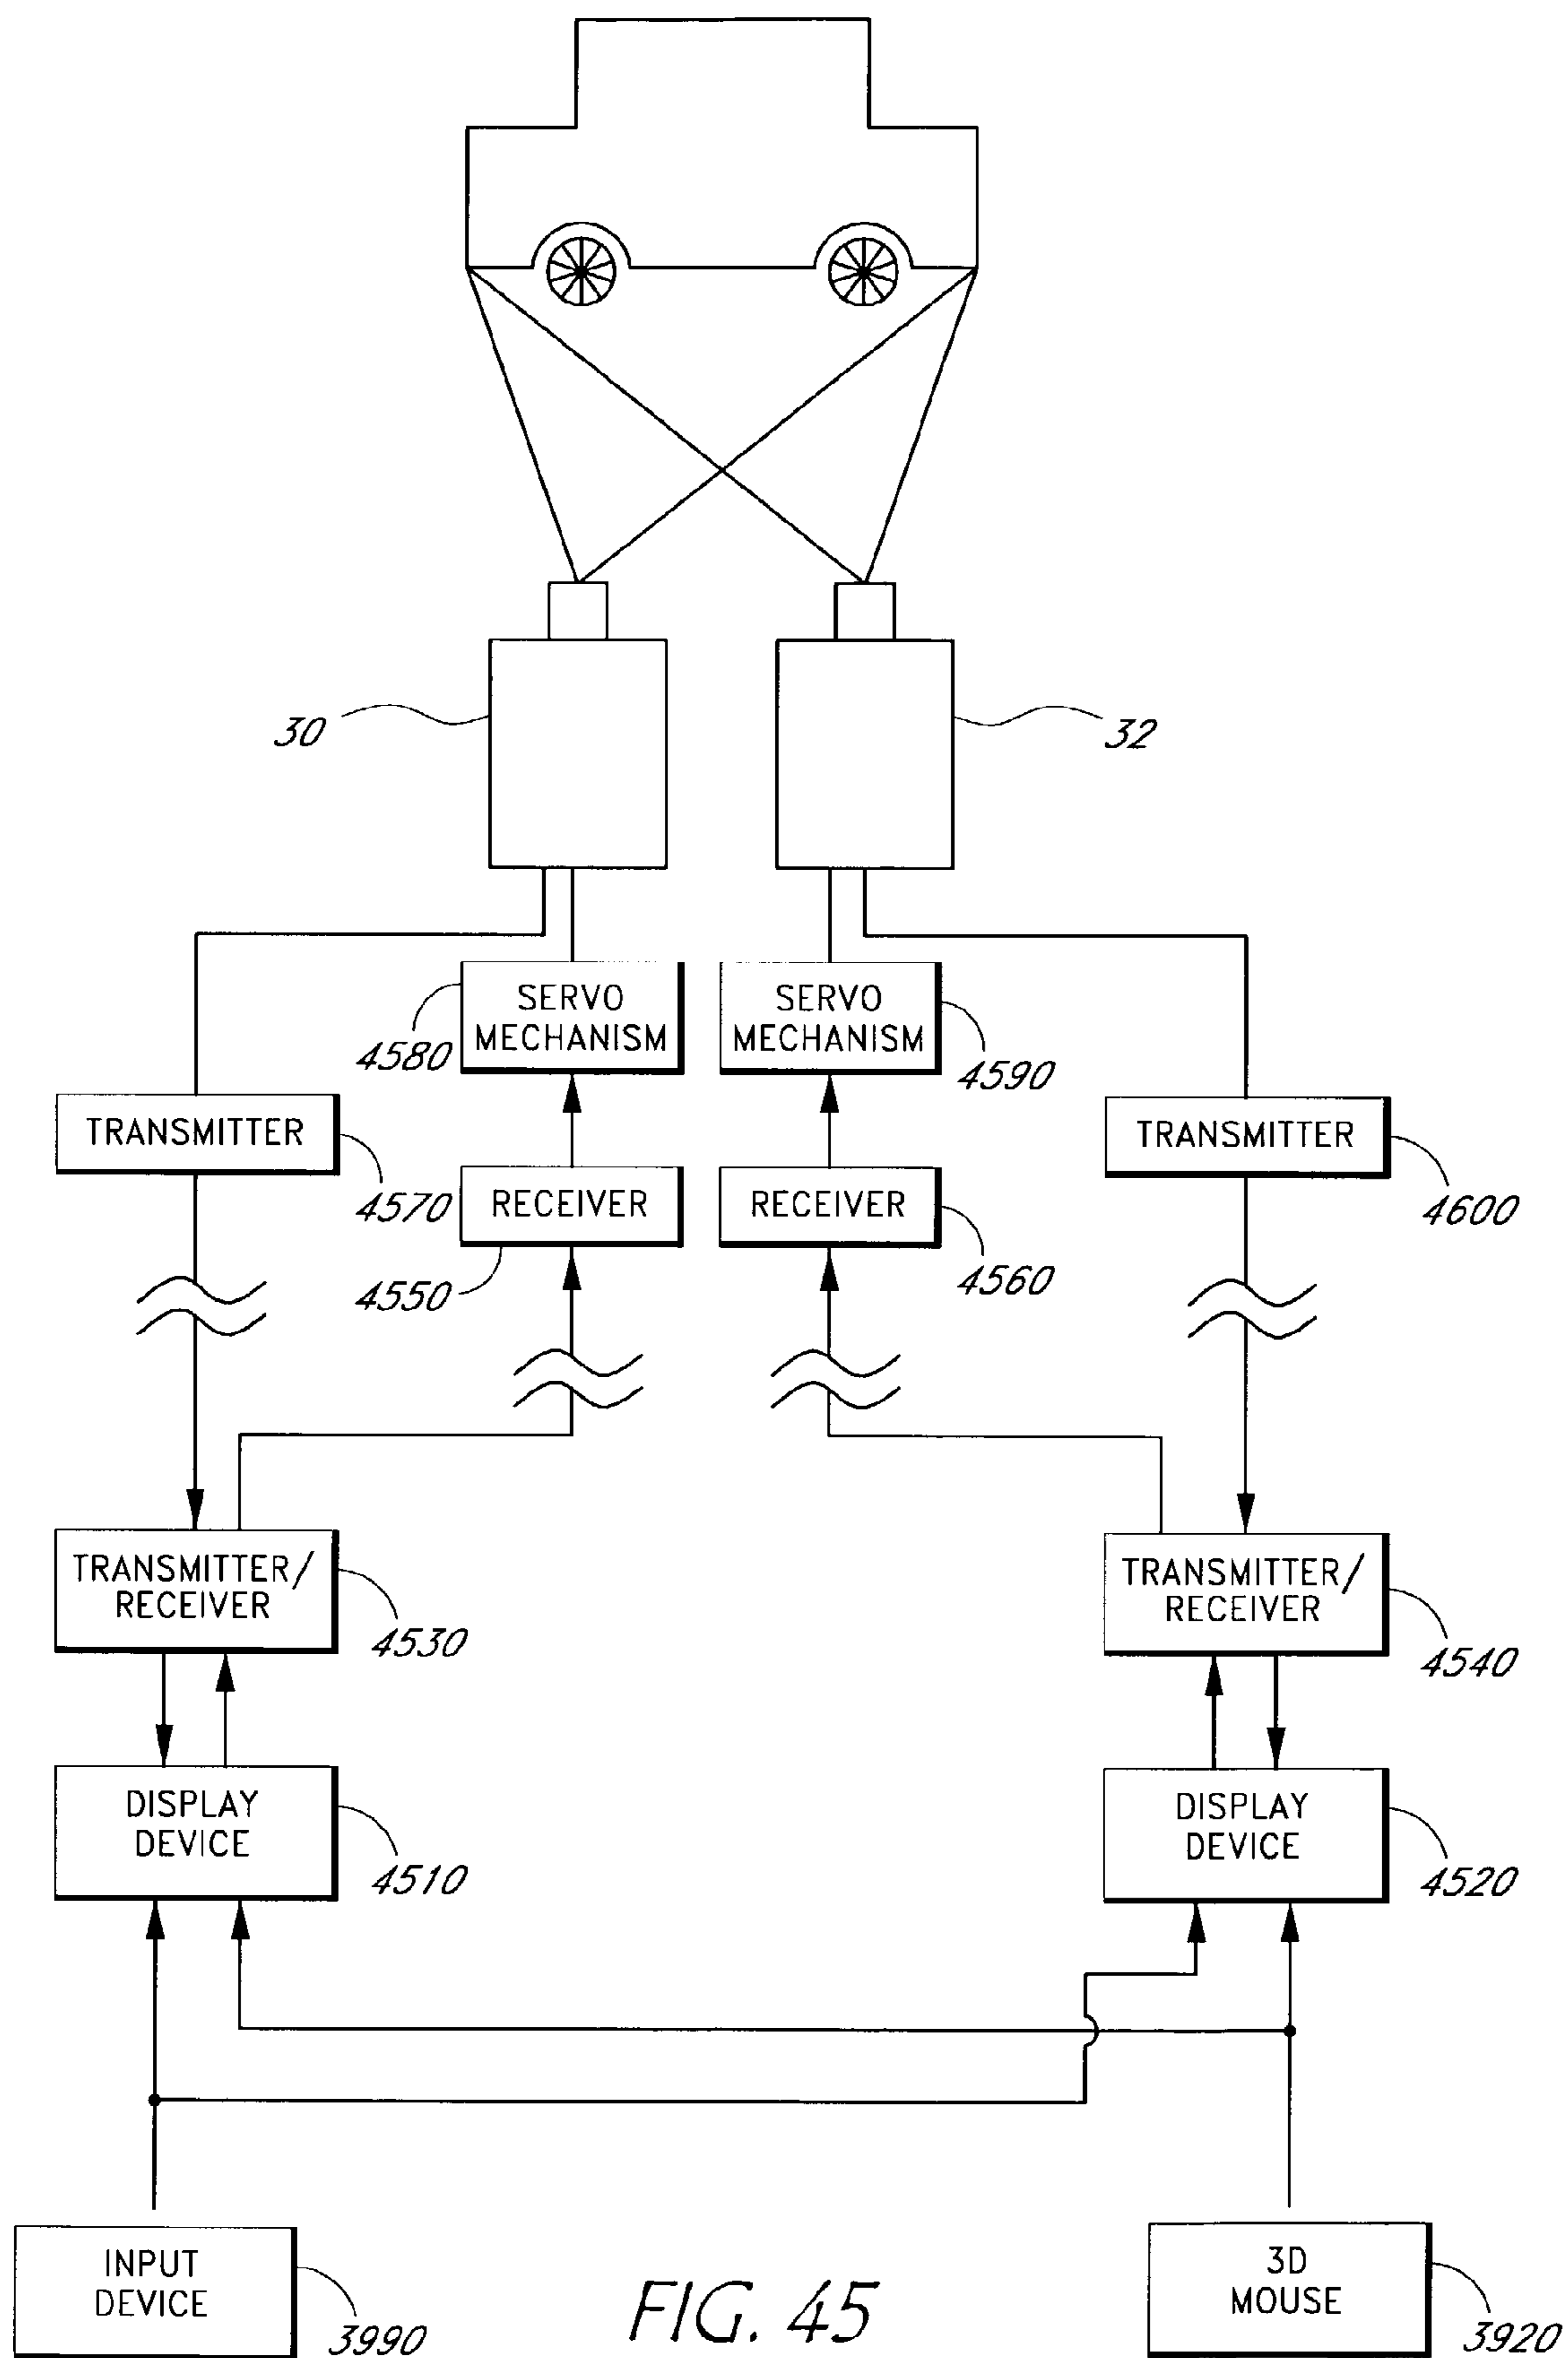 30
32
SERVO
MECHANISM
4580
SERVO
MECHANISM
4590
TRANSMITTER
4570
RECEIVER
4550
RECEIVER
4560
TRANSMITTER
4600
TRANSMITTER/
RECEIVER
4530
TRANSMITTER/
RECEIVER
4540
DISPLAY
DEVICE
4510
DISPLAY
DEVICE
4520
INPUT
DEVICE
3990
FIG. 45
3D
MOUSE
3920